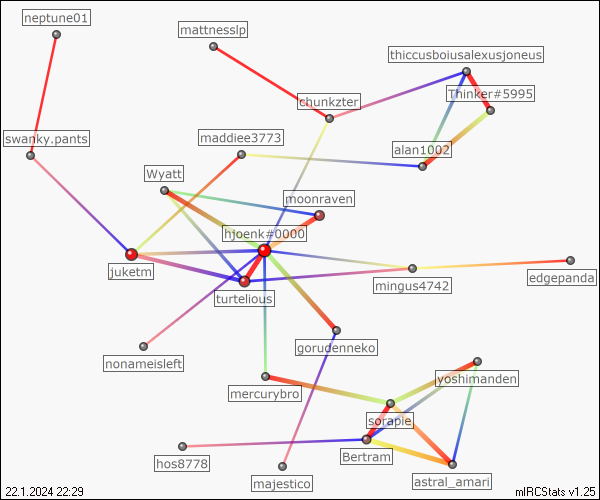 neptune01
mattnesslp
thiccusboiusalexusjoneus
Thinker#5995
chunkzter
swanky.pants
maddiee3773
alan1002
Wyatt
moonraven
hjoenk#0000
juketm
edgepanda
mingus4742
turtelious
gorudenneko
nonameisleft
yoshimanden
mercurybro
sorapie
Bertram
hos8778
astral_amari
majestico
22.1.2024 22:29
mIRCStats v1.25